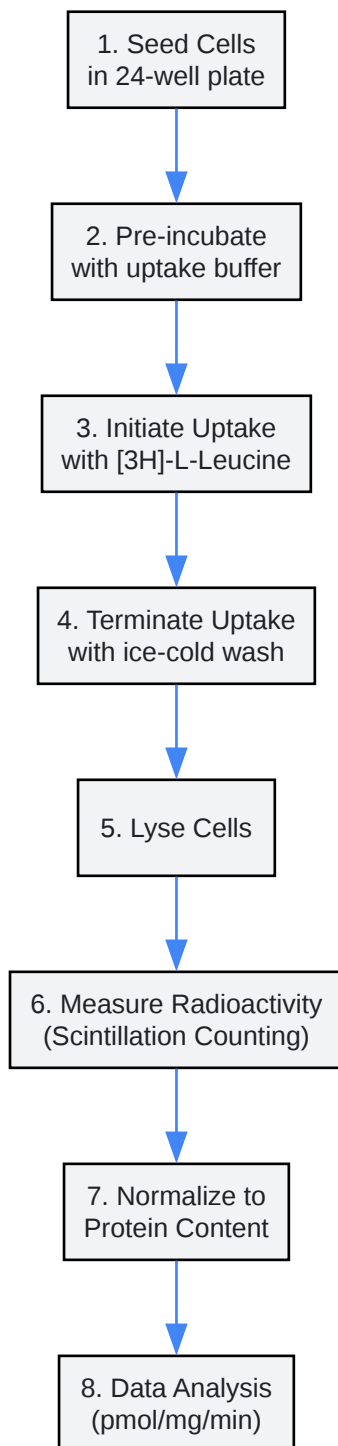 1. Seed Cells
in 24-well plate
2. Pre-incubate
with uptake buffer
3. Initiate Uptake
with [3H]-L-Leucine
4. Terminate Uptake
with ice-cold wash
5. Lyse Cells
6. Measure Radioactivity
(Scintillation Counting)
7. Normalize to
Protein Content
8. Data Analysis
(pmol/mg/min)